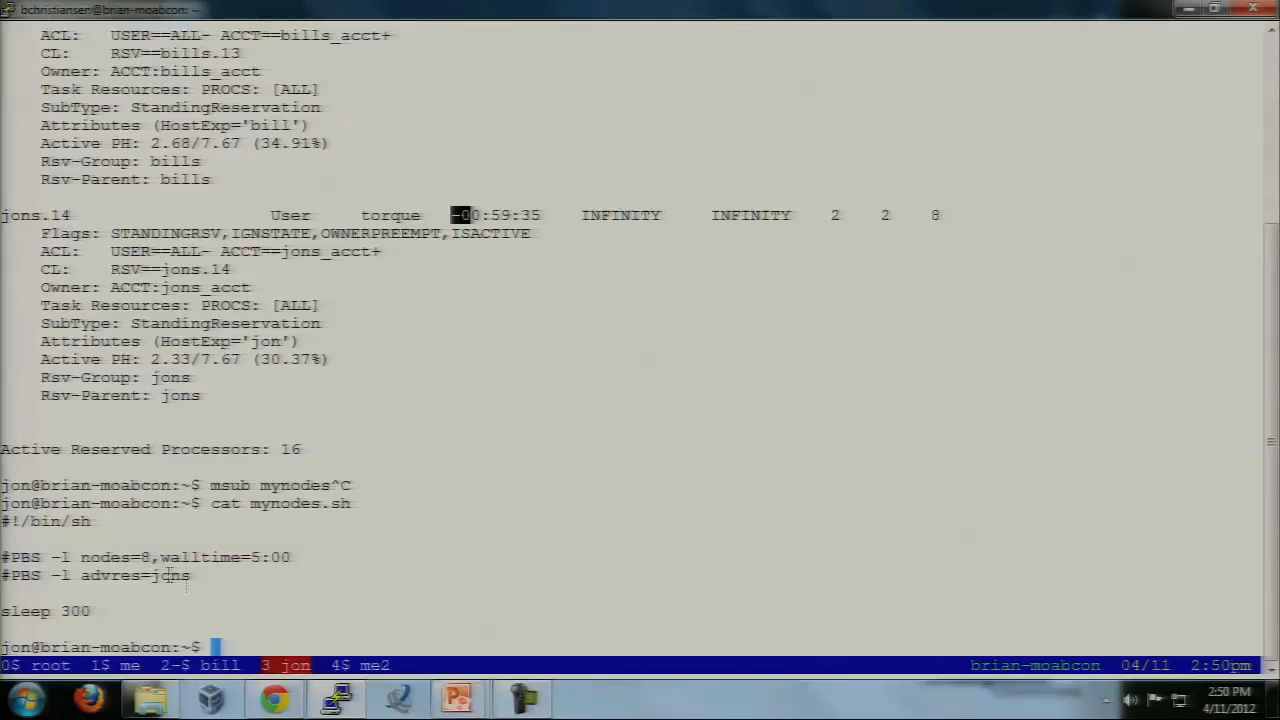 bchristiansen@brian-moabcon: ~
ACL:   USER==ALL- ACCT==bills_acct+
CL:    RSV==bills.13
Owner: ACCT:bills_acct
Task Resources: PROCS: [ALL]
SubType: StandingReservation
Attributes (HostExp='bill')
Active PH: 2.68/7.67 (34.91%)
Rsv-Group: bills
Rsv-Parent: bills
jons.14 User torque -00:59:35 INFINITY INFINITY 2 2 8
Flags: STANDINGRSV,IGNSTATE,OWNERPREEMPT,ISACTIVE
ACL:   USER==ALL- ACCT==jons_acct+
CL:    RSV==jons.14
Owner: ACCT:jons_acct
Task Resources: PROCS: [ALL]
SubType: StandingReservation
Attributes (HostExp='jon')
Active PH: 2.33/7.67 (30.37%)
Rsv-Group: jons
Rsv-Parent: jons
Active Reserved Processors: 16
jon@brian-moabcon:~$ msub mynodes^C
jon@brian-moabcon:~$ cat mynodes.sh
#!/bin/sh
#PBS -l nodes=8,walltime=5:00
#PBS -l advres=jons
sleep 300
jon@brian-moabcon:~$
0$ root  1$ me  2-$ bill  3 jon  4$ me2 brian-moabcon 04/11 2:50pm
2:50 PM
4/11/2012